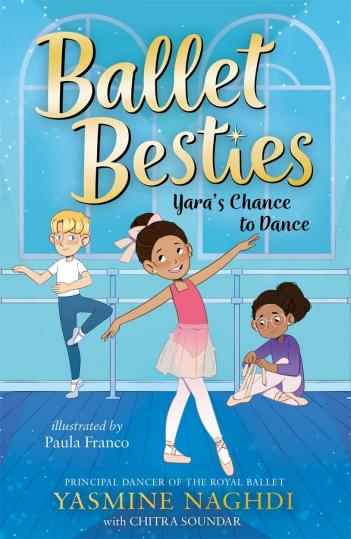 Ballet
Besties
Yara's Chance
to Dance
illustrated by
Paula Franco
PRINCIPAL DANCER OF THE ROYAL BALLET
YASMINE NAGHDI
with CHITRA SOUNDAR